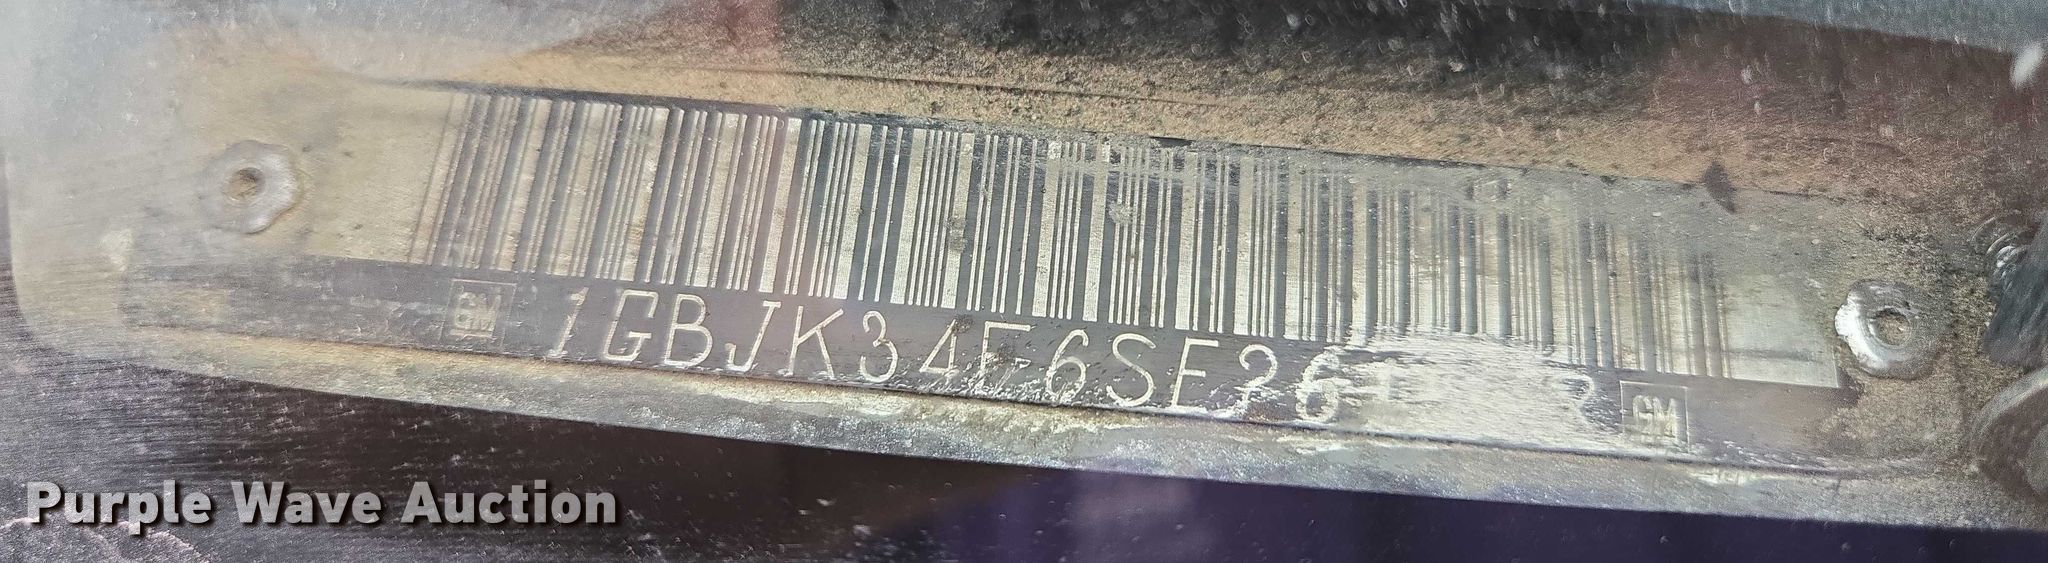 GM 1GBJK34F6SE26 GM
Purple Wave Auction